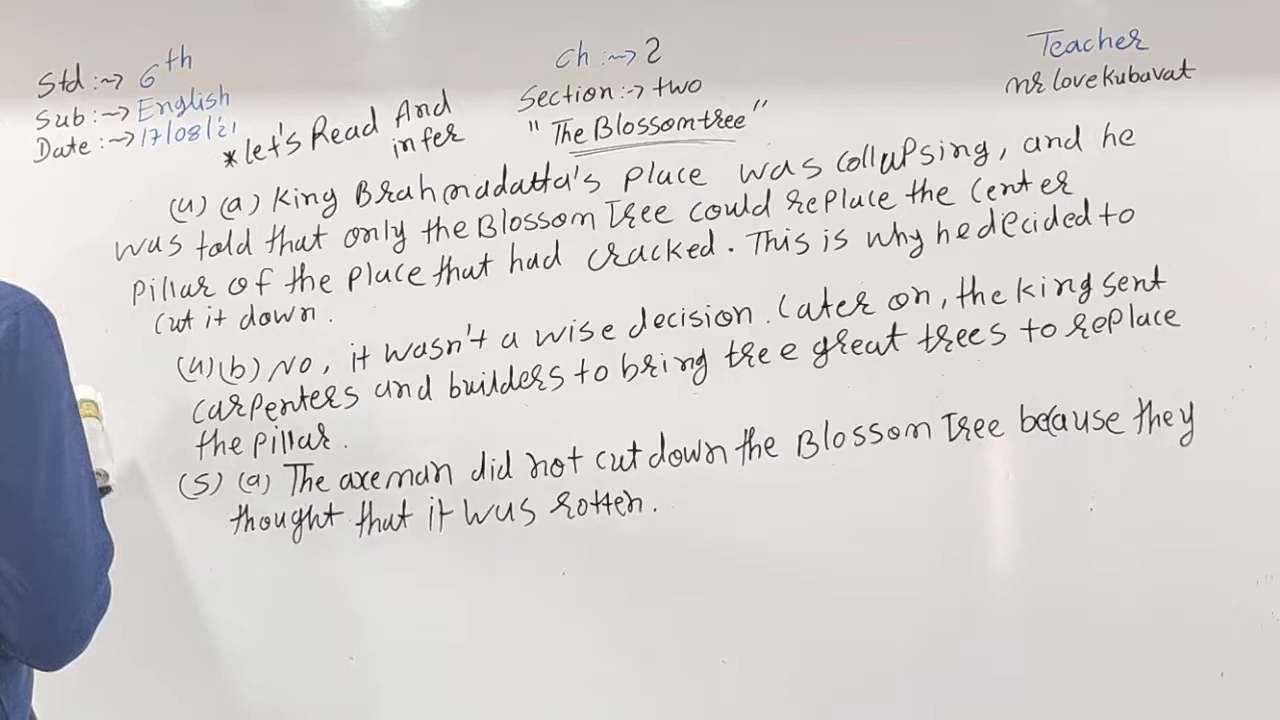 Std :~> 6th
Sub :~> English
Date :~> 17/08/21
Ch :~> 2
Section :-> two
" The Blossom tree "
Teacher
mr love kubavat
* let's Read And
infer
(4) (a) King Brahmadatta's place was collapsing, and he
was told that only the Blossom Tree could replace the center
pillar of the place that had cracked. This is why he decided to
cut it down.
(4)(b) No, it wasn't a wise decision. Later on, the king sent
carpenters and builders to bring tree great trees to replace
the pillar.
(5) (a) The axeman did not cut down the Blossom Tree because they
thought that it was rotten.